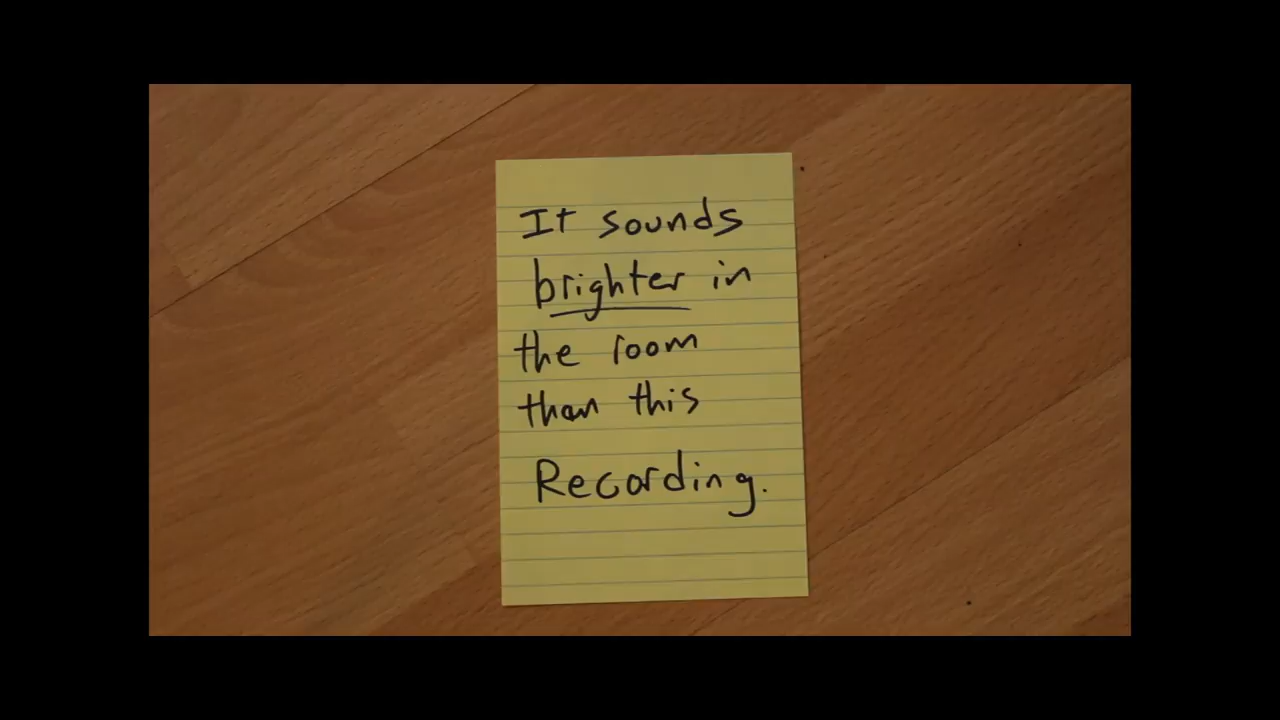 It sounds
brighter in
the room
than this
Recording.